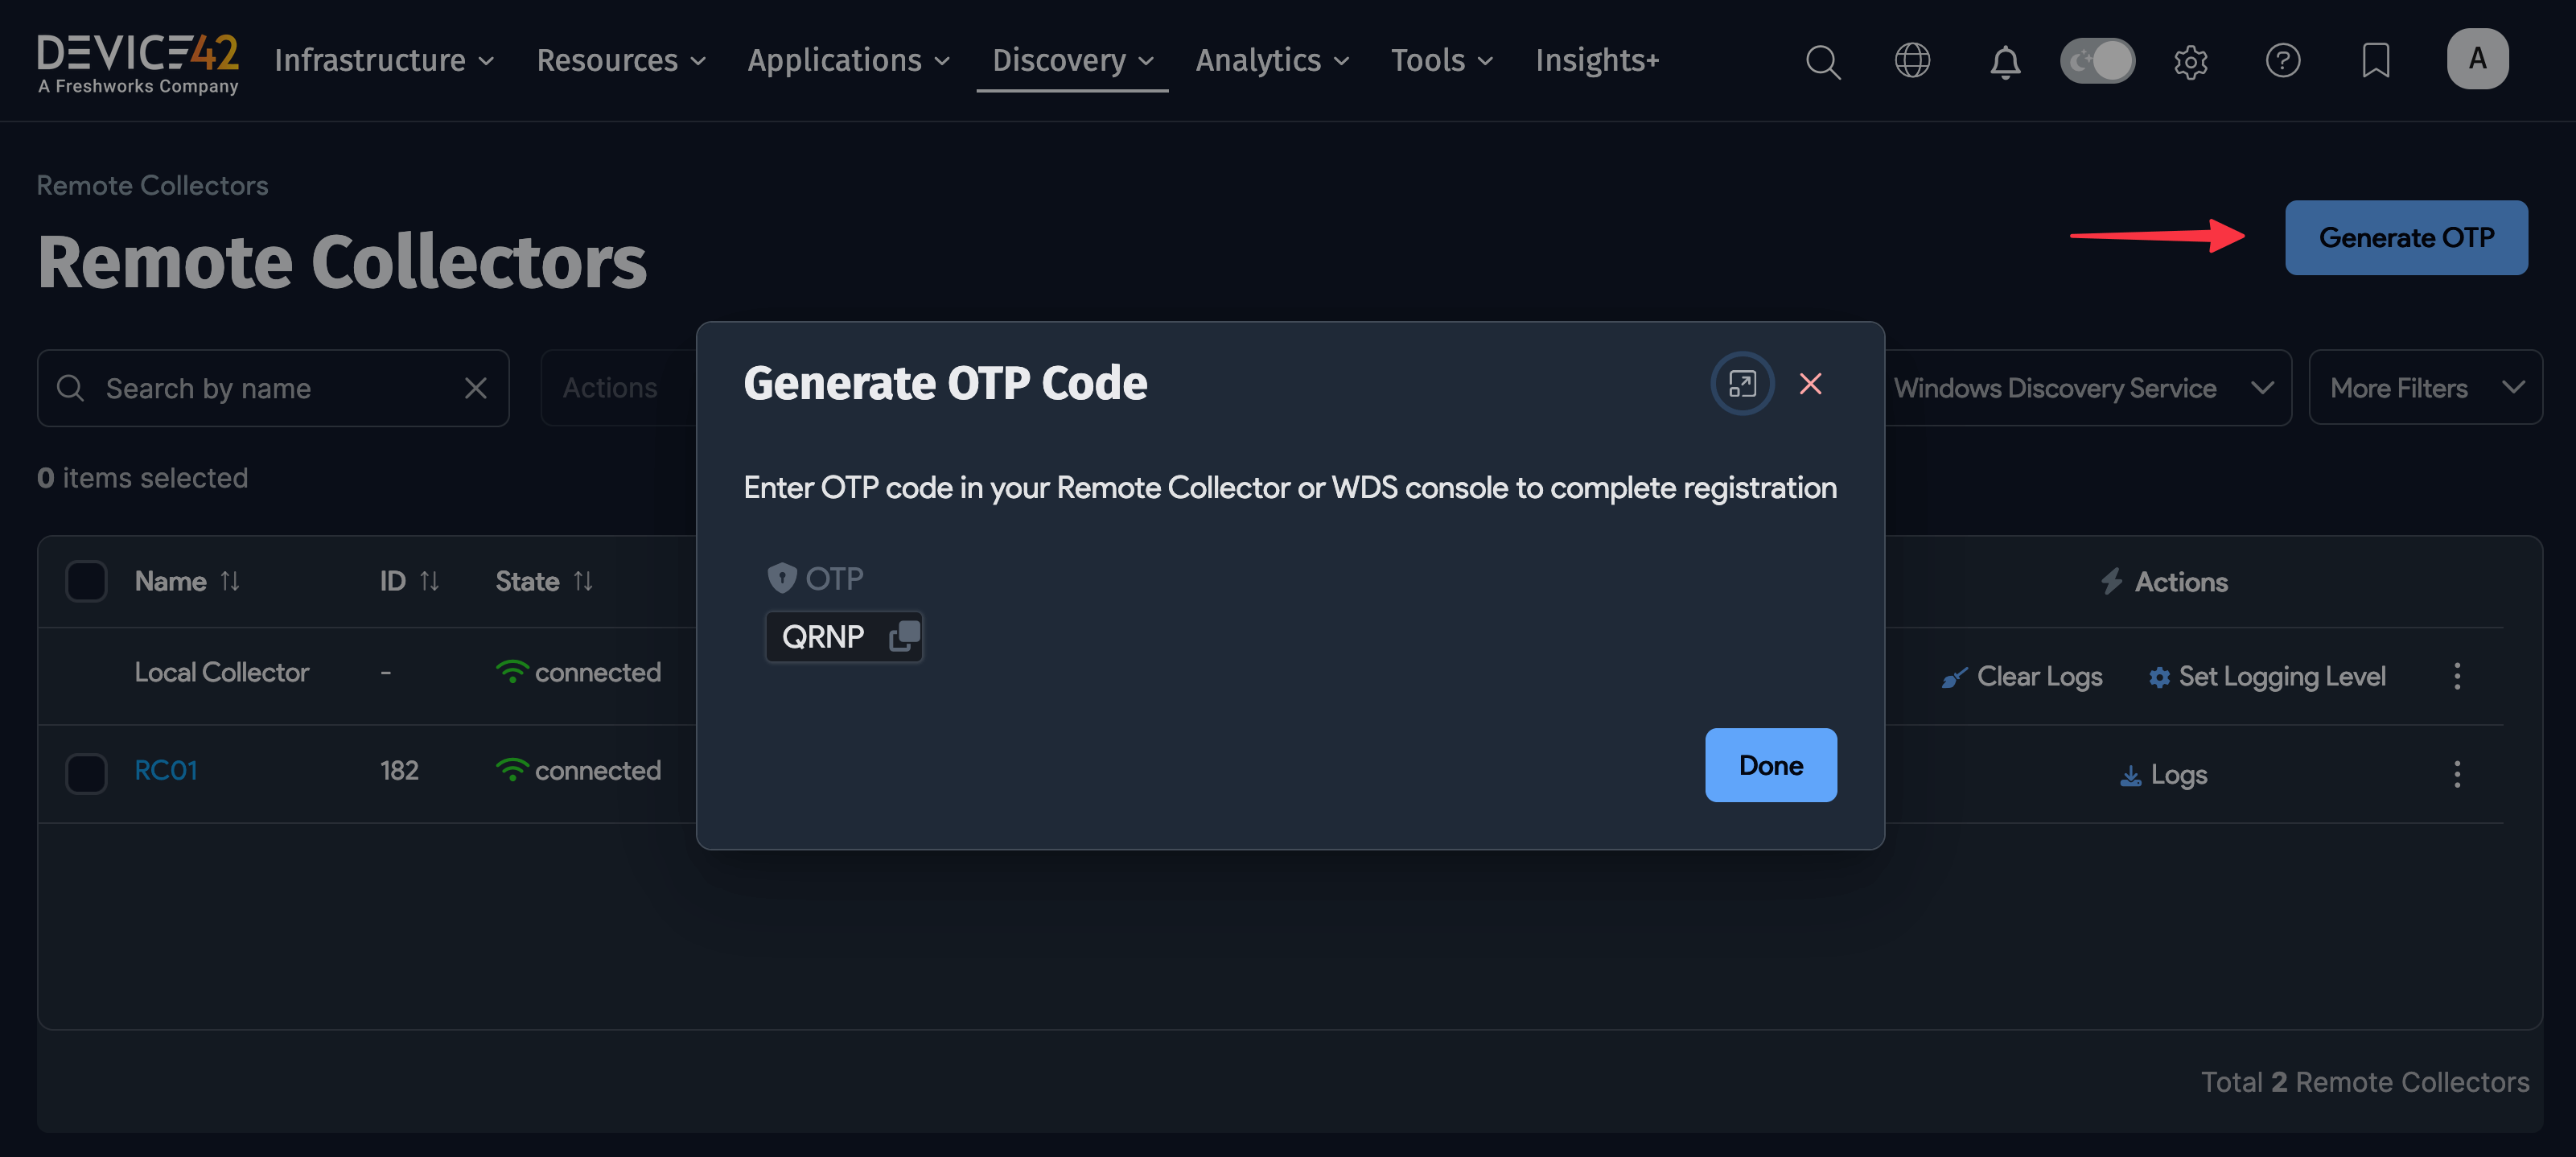 DEVICE42
A Freshworks Company
Infrastructure Resources Applications Discovery Analytics Tools Insights+
A
Remote Collectors
Remote Collectors
Generate OTP
Search by name
Actions
Windows Discovery Service
More Filters
0 items selected
Generate OTP Code
Enter OTP code in your Remote Collector or WDS console to complete registration
OTP
QRNP
Done
Name ID State Actions
Local Collector - connected Clear Logs Set Logging Level
RC01 182 connected Logs
Total 2 Remote Collectors